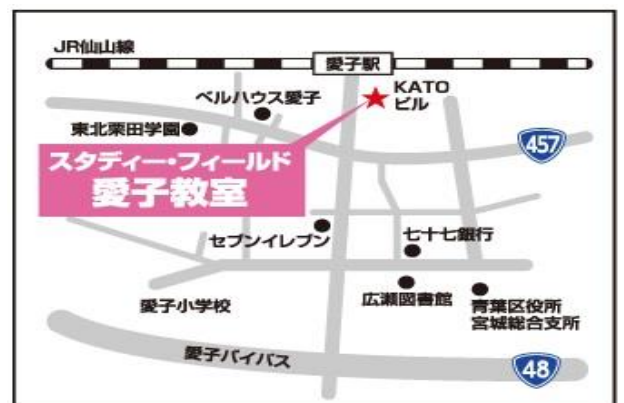 JR仙山線
愛子駅
KATO
ビル
ベルハウス愛子
東北栗田学園
457
スタディー・フィールド
愛子教室
セブンイレブン
七十七銀行
愛子小学校
広瀬図書館
青葉区役所
宮城総合支所
愛子バイパス
48